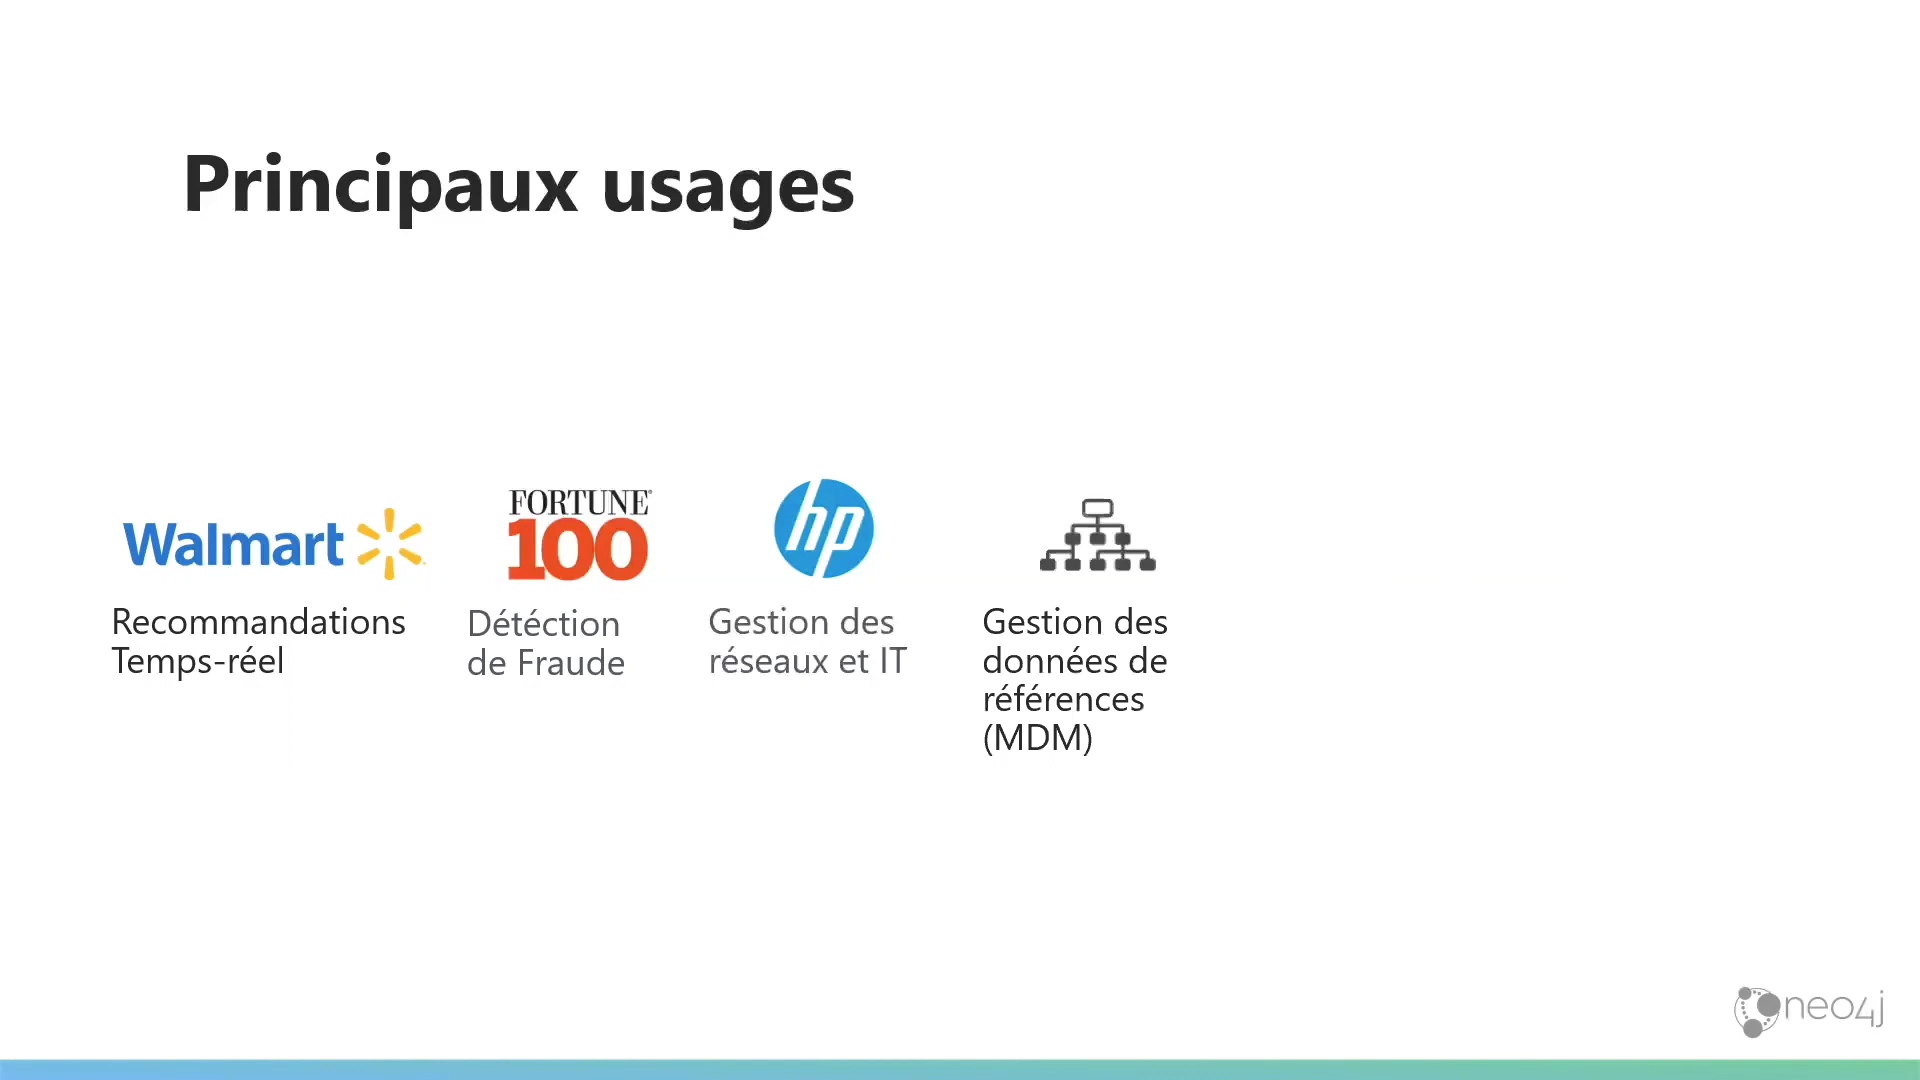 Principaux usages
Walmart
FORTUNE
100
hp
Recommandations
Temps-réel
Détéction
de Fraude
Gestion des
réseaux et IT
Gestion des
données de
références
(MDM)
neo4j